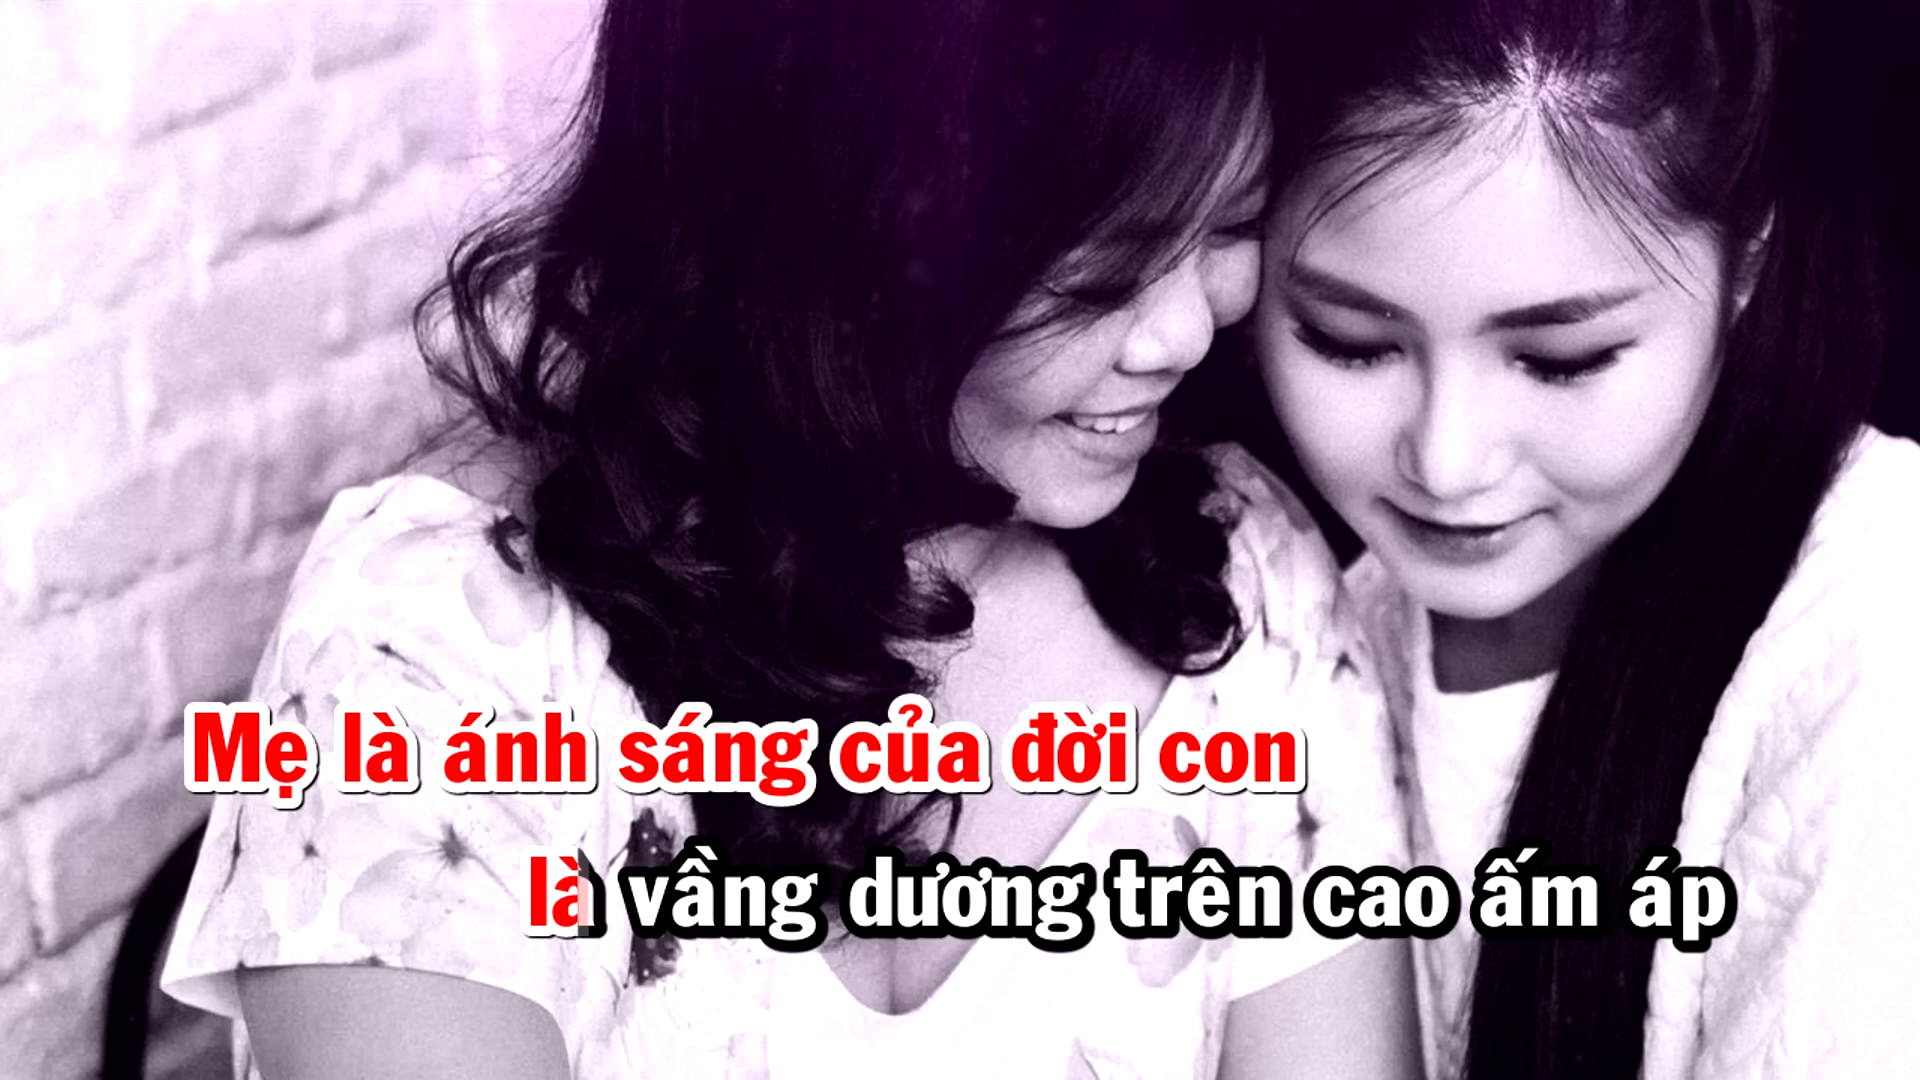 Mẹ là ánh sáng của đời con
là vầng dương trên cao ấm áp